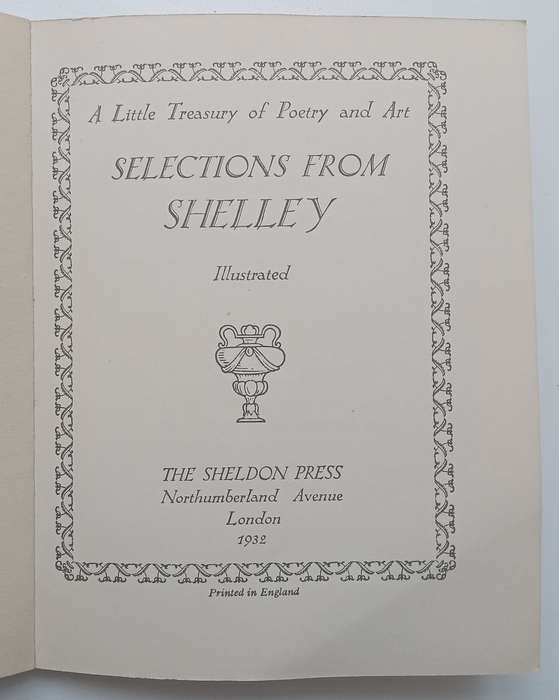 A Little Treasury of Poetry and Art
SELECTIONS FROM
SHELLEY
Illustrated
THE SHELDON PRESS
Northumberland Avenue
London
1932
Printed in England